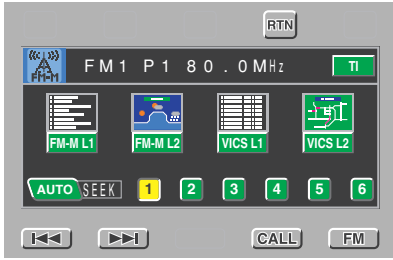 RTN
FM-M FM1 P1 80.0MHz TI
FM-M L1 FM-M L2 VICS L1 VICS L2
AUTO SEEK 1 2 3 4 5 6
CALL FM